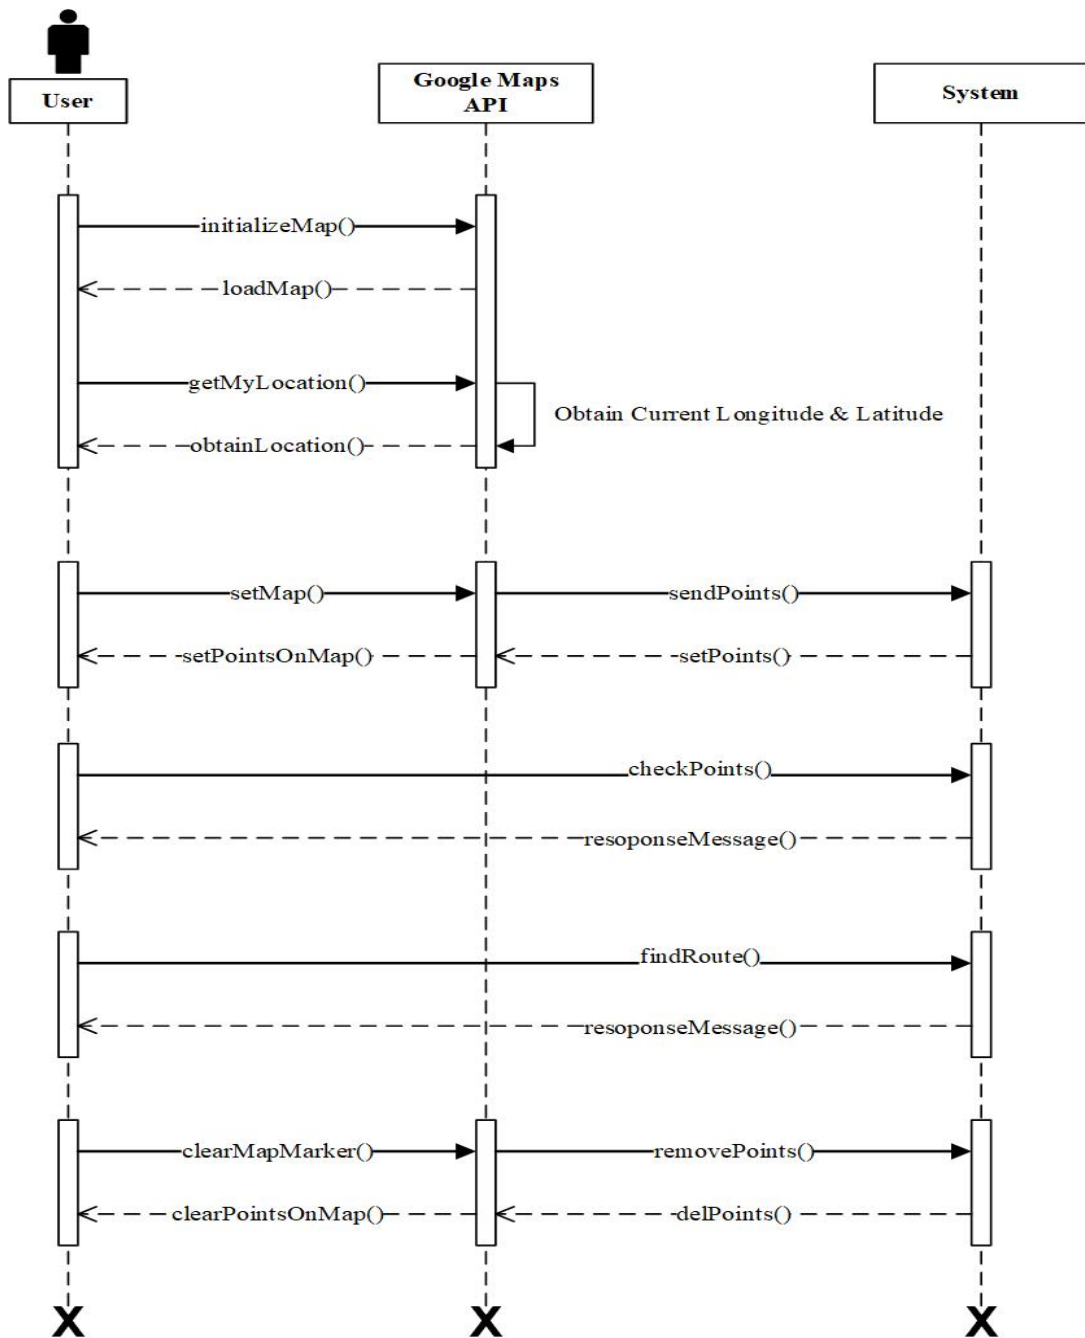 User
Google Maps
API
System
initializeMap()
loadMap()
getMyLocation()
Obtain Current Longitude & Latitude
obtainLocation()
setMap()
sendPoints()
setPointsOnMap()
setPoints()
checkPoints()
resoponseMessage()
findRoute()
resoponseMessage()
clearMapMarker()
removePoints()
clearPointsOnMap()
delPoints()
X
X
X